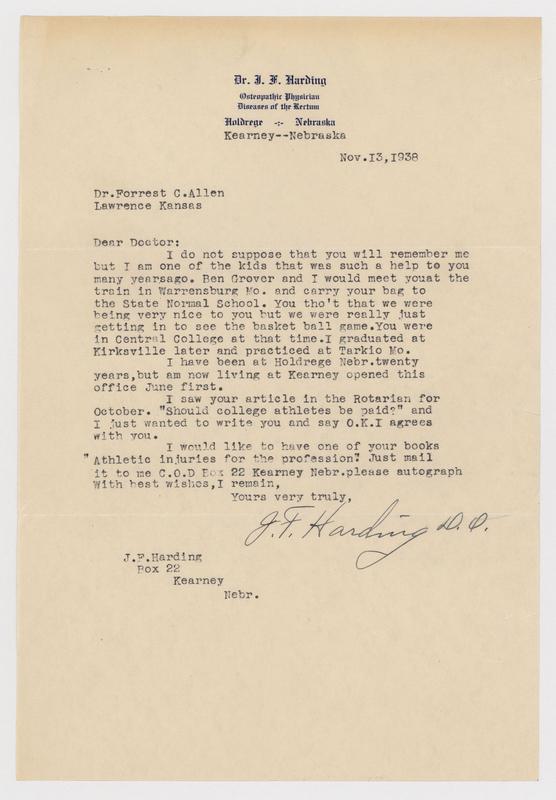 Dr. J. F. Harding
Osteopathic Physician
Diseases of the Rectum
Holdrege -:- Nebraska
Kearney--Nebraska
Nov.13,1938
Dr.Forrest C.Allen
Lawrence Kansas
Dear Doctor:
I do not suppose that you will remember me
but I am one of the kids that was such a help to you
many yearsago. Ben Grover and I would meet youat the
train in Warrensburg Mo. and carry your bag to
the State Normal School. You tho't that we were
being very nice to you but we were really just
getting in to see the basket ball game.You were
in Central College at that time.I graduated at
Kirksville later and practiced at Tarkio Mo.
I have been at Holdrege Nebr.twenty
years,but am now living at Kearney opened this
office June first.
I saw your article in the Rotarian for
October. "Should college athletes be paid?" and
I just wanted to write you and say O.K.I agrees
with you.
I would like to have one of your books
"Athletic injuries for the profession? Just mail
it to me C.O.D Box 22 Kearney Nebr.please autograph
With best wishes,I remain,
Yours very truly,
J. F. Harding D. O.
J.F.Harding
Box 22
Kearney
Nebr.